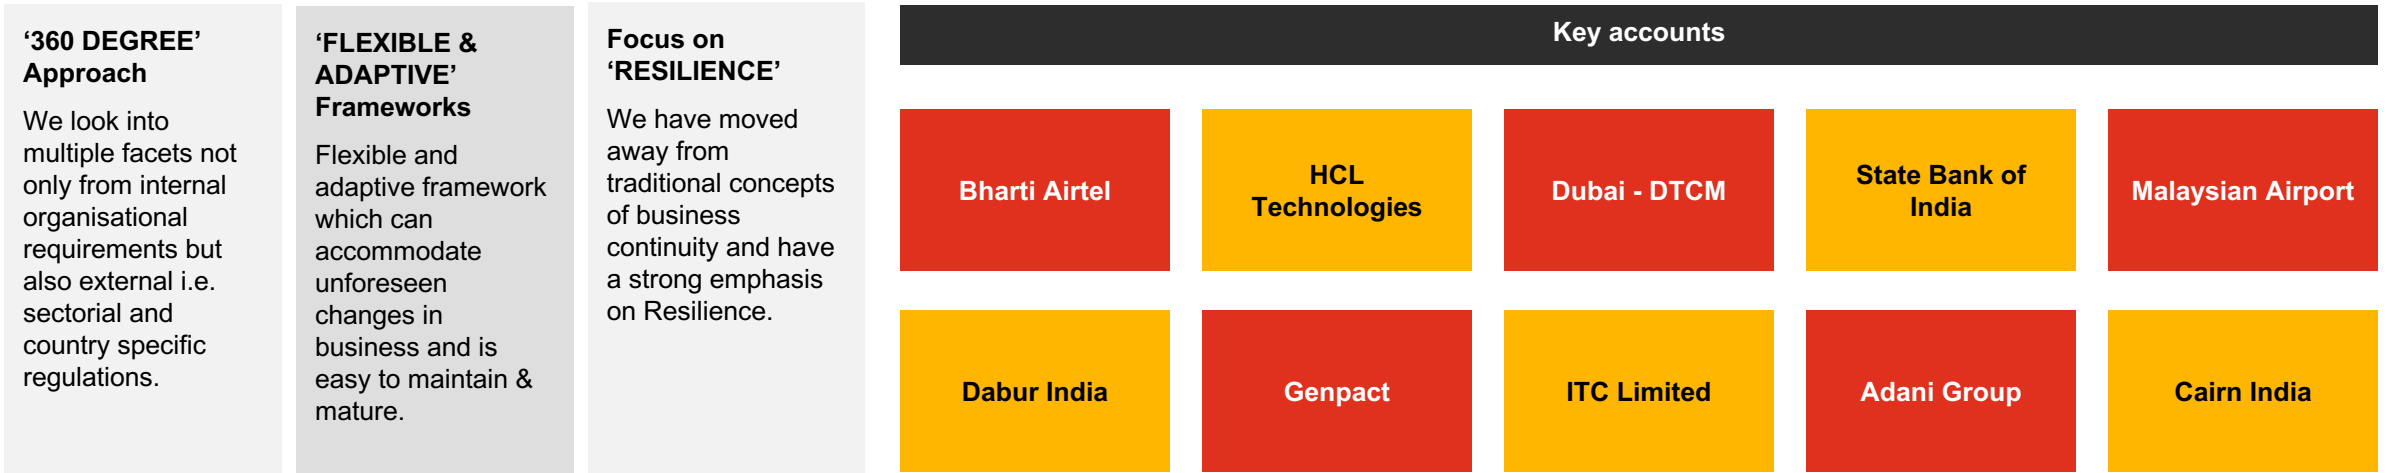 ‘360 DEGREE’
Approach
We look into
multiple facets not
only from internal
organisational
requirements but
also external i.e.
sectorial and
country specific
regulations.
‘FLEXIBLE &
ADAPTIVE’
Frameworks
Flexible and
adaptive framework
which can
accommodate
unforeseen
changes in
business and is
easy to maintain &
mature.
Focus on
‘RESILIENCE’
We have moved
away from
traditional concepts
of business
continuity and have
a strong emphasis
on Resilience.
Key accounts
Bharti Airtel
HCL
Technologies
Dubai - DTCM
State Bank of
India
Malaysian Airport
Dabur India
Genpact
ITC Limited
Adani Group
Cairn India